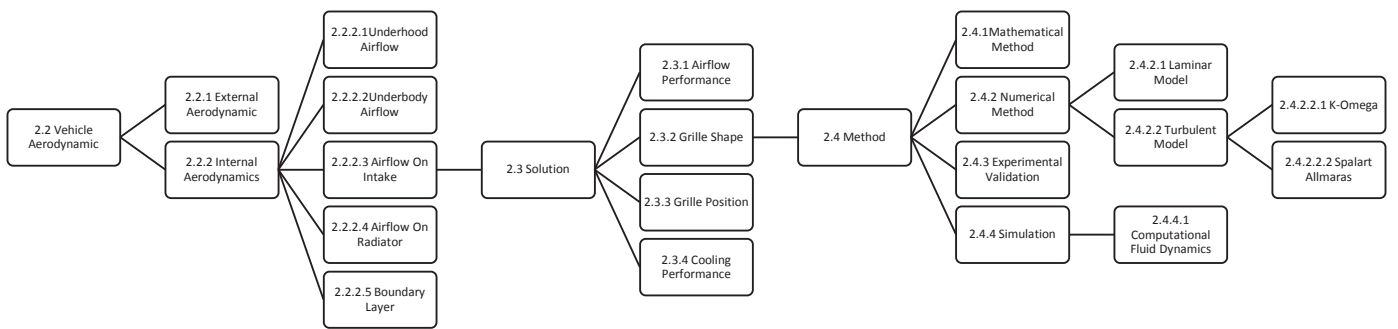 2.2 Vehicle
Aerodynamic
2.2.1 External
Aerodynamic
2.2.2 Internal
Aerodynamics
2.2.2.1Underhood
Airflow
2.2.2.2Underbody
Airflow
2.2.2.3 Airflow On
Intake
2.2.2.4 Airflow On
Radiator
2.2.2.5 Boundary
Layer
2.3 Solution
2.3.1 Airflow
Performance
2.3.2 Grille Shape
2.3.3 Grille Position
2.3.4 Cooling
Performance
2.4 Method
2.4.1Mathematical
Method
2.4.2 Numerical
Method
2.4.3 Experimental
Validation
2.4.4 Simulation
2.4.2.1 Laminar
Model
2.4.2.2 Turbulent
Model
2.4.4.1
Computational
Fluid Dynamics
2.4.2.2.1 K-Omega
2.4.2.2.2 Spalart
Allmaras